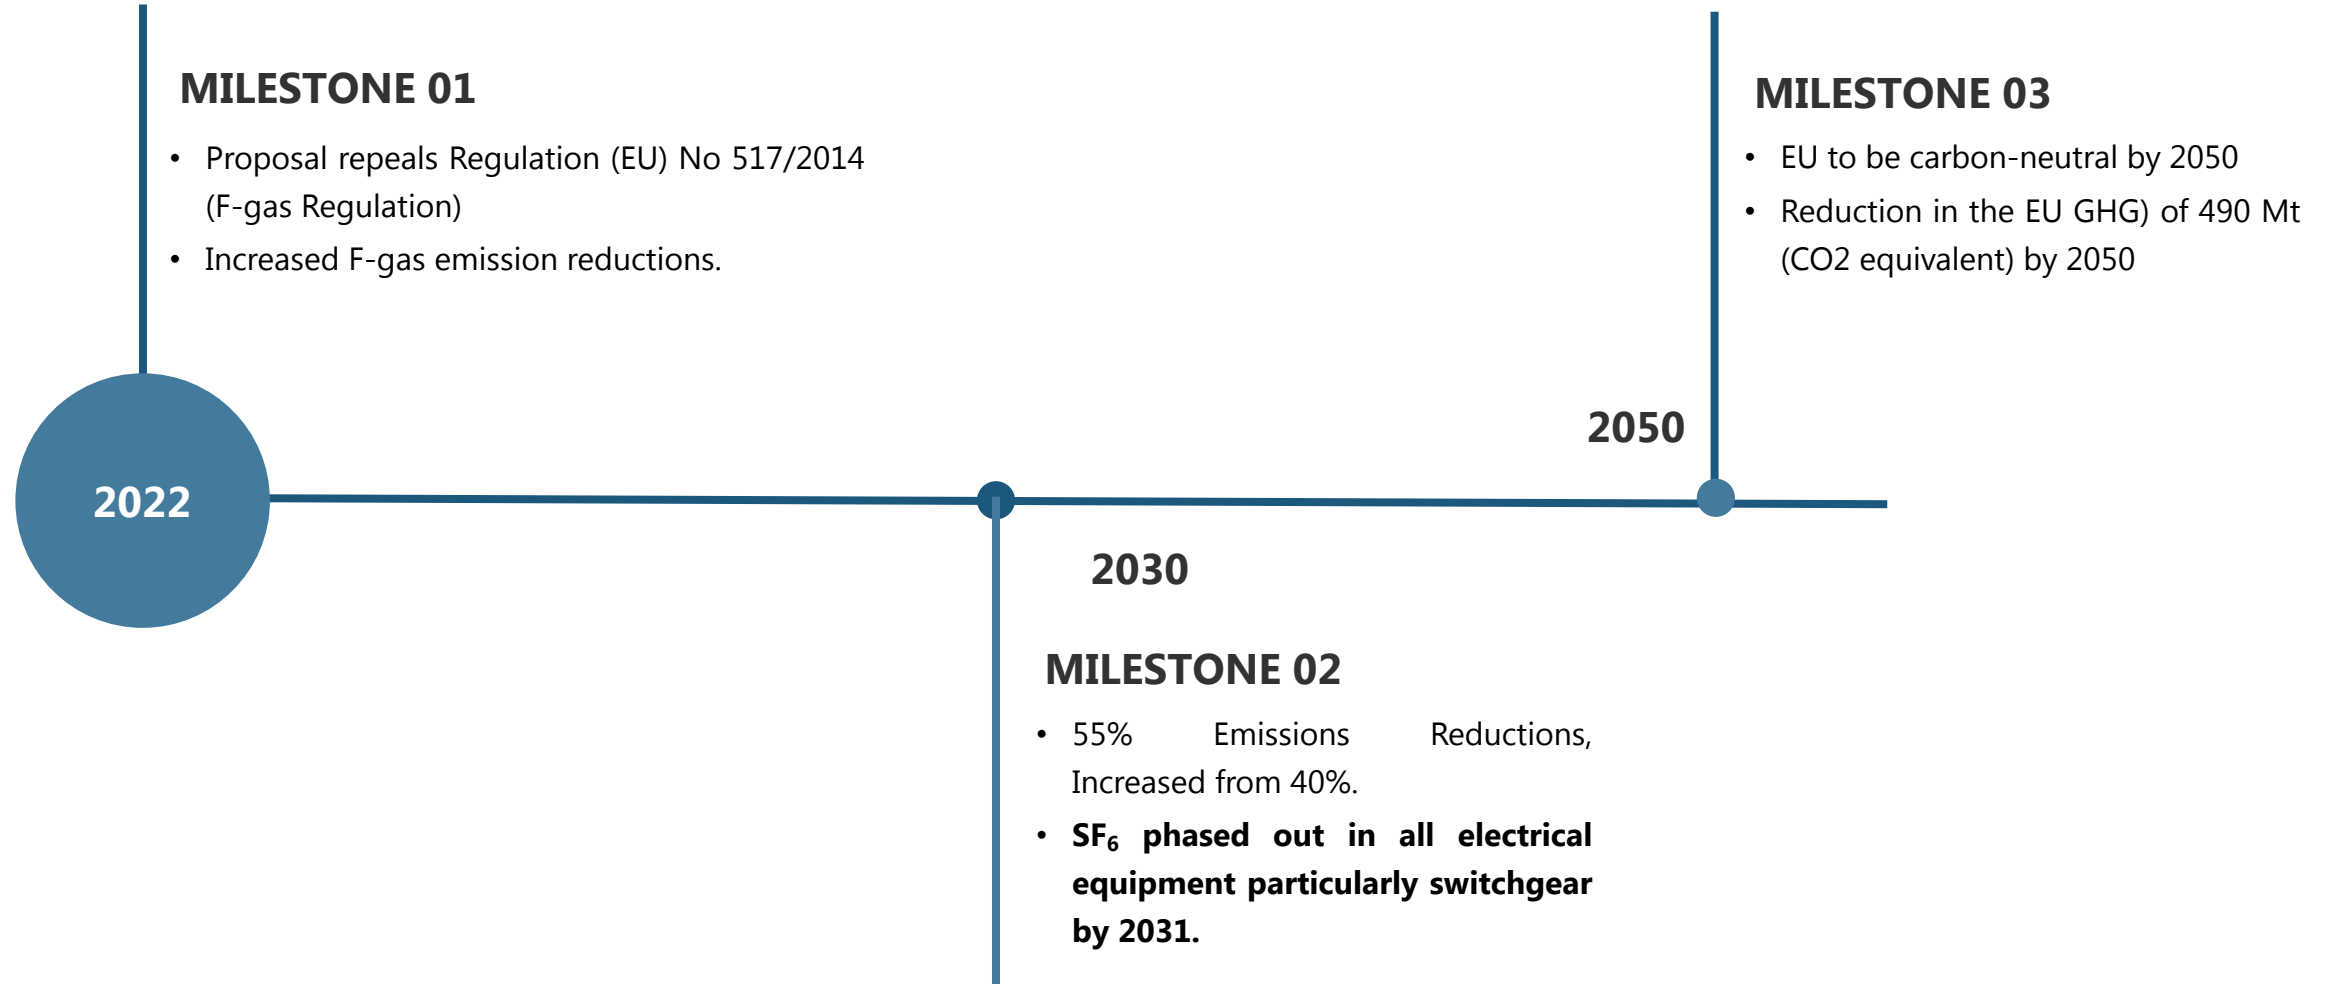 MILESTONE 01
• Proposal repeals Regulation (EU) No 517/2014
(F-gas Regulation)
• Increased F-gas emission reductions.
2022
2030
MILESTONE 02
• 55% Emissions Reductions,
Increased from 40%.
• SF₆ phased out in all electrical
equipment particularly switchgear
by 2031.
2050
MILESTONE 03
• EU to be carbon-neutral by 2050
• Reduction in the EU GHG) of 490 Mt
(CO2 equivalent) by 2050